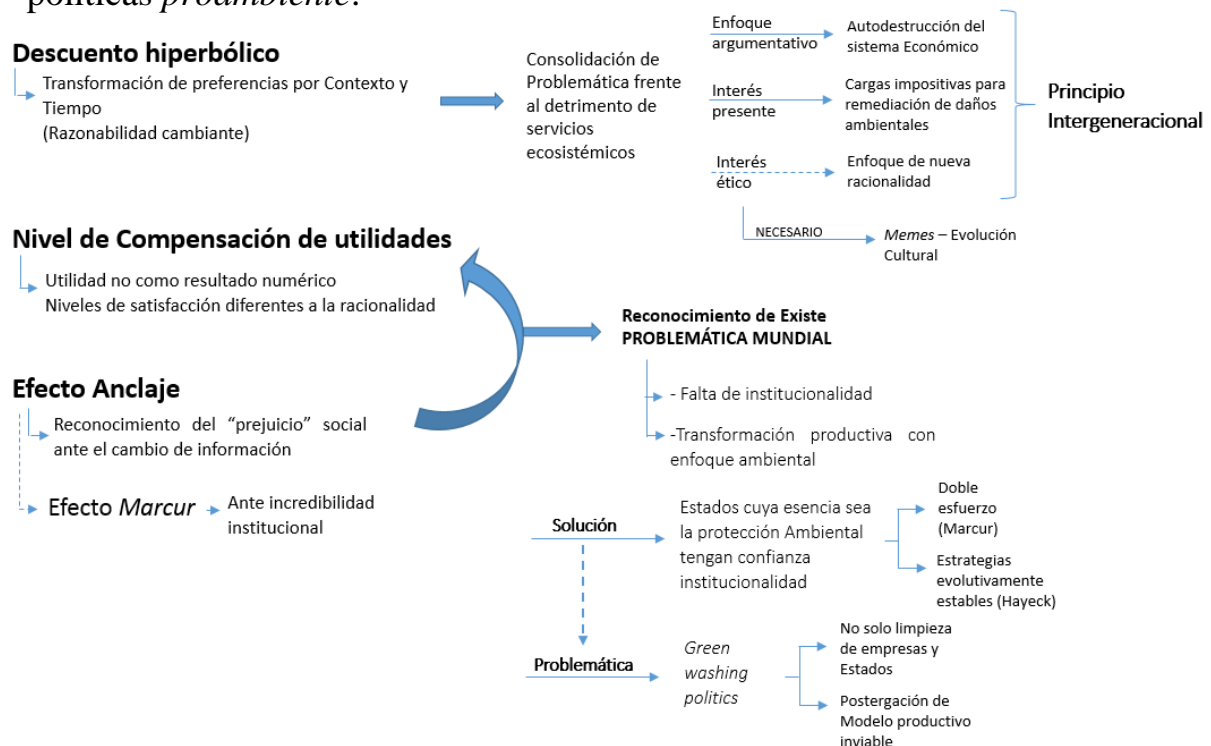 políticas proambiente.
Descuento hiperbólico
Transformación de preferencias por Contexto y
Tiempo
(Razonabilidad cambiante)
Consolidación de
Problemática frente
al detrimento de
servicios
ecosistémicos
Enfoque
argumentativo
Autodestrucción del
sistema Económico
Interés
presente
Cargas impositivas para
remediación de daños
ambientales
Interés
ético
Enfoque de nueva
racionalidad
Principio
Intergeneracional
NECESARIO
Memes – Evolución
Cultural
Nivel de Compensación de utilidades
Utilidad no como resultado numérico
Niveles de satisfacción diferentes a la racionalidad
Reconocimiento de Existe
PROBLEMÁTICA MUNDIAL
- Falta de institucionalidad
-Transformación productiva con
enfoque ambiental
Efecto Anclaje
Reconocimiento del “prejuicio” social
ante el cambio de información
Efecto Marcur
Ante incredibilidad
institucional
Solución
Estados cuya esencia sea
la protección Ambiental
tengan confianza
institucionalidad
Doble
esfuerzo
(Marcur)
Estrategias
evolutivamente
estables (Hayeck)
Problemática
Green
washing
politics
No solo limpieza
de empresas y
Estados
Postergación de
Modelo productivo
inviable